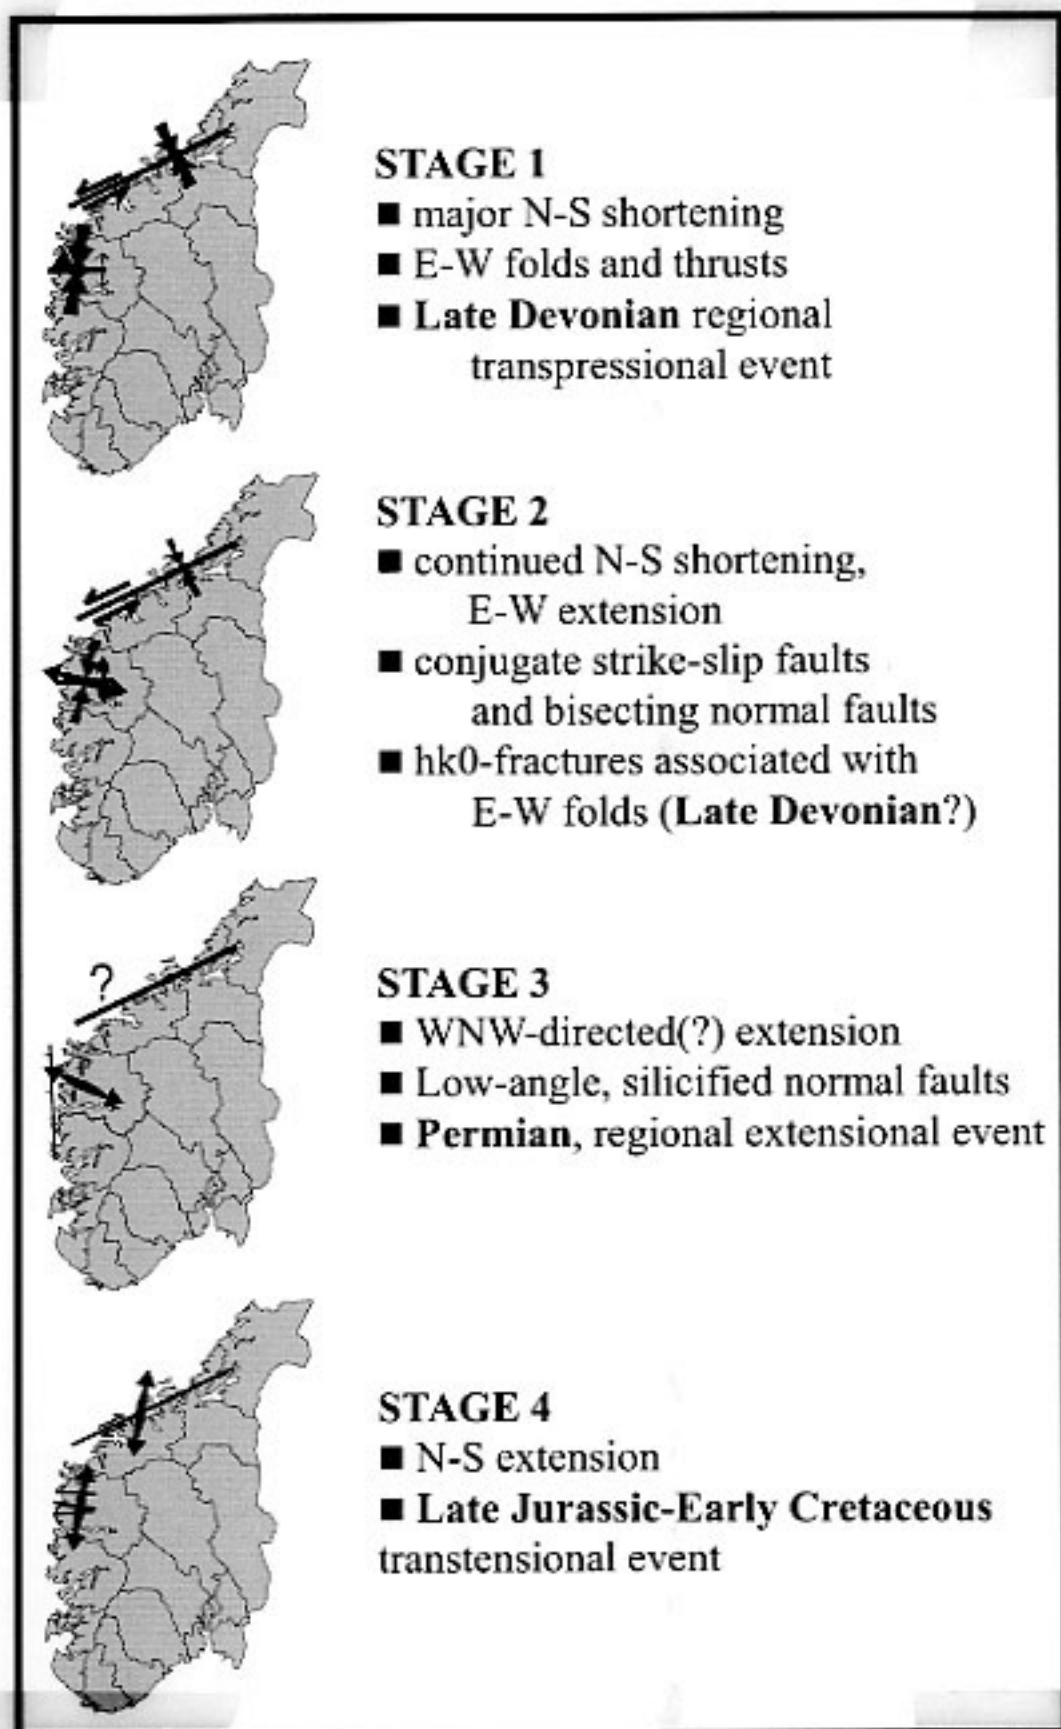 STAGE 1
■ major N-S shortening
■ E-W folds and thrusts
■ Late Devonian regional
transpressional event
STAGE 2
■ continued N-S shortening,
E-W extension
■ conjugate strike-slip faults
and bisecting normal faults
■ hk0-fractures associated with
E-W folds (Late Devonian?)
?
STAGE 3
■ WNW-directed(?) extension
■ Low-angle, silicified normal faults
■ Permian, regional extensional event
STAGE 4
■ N-S extension
■ Late Jurassic-Early Cretaceous
transtensional event